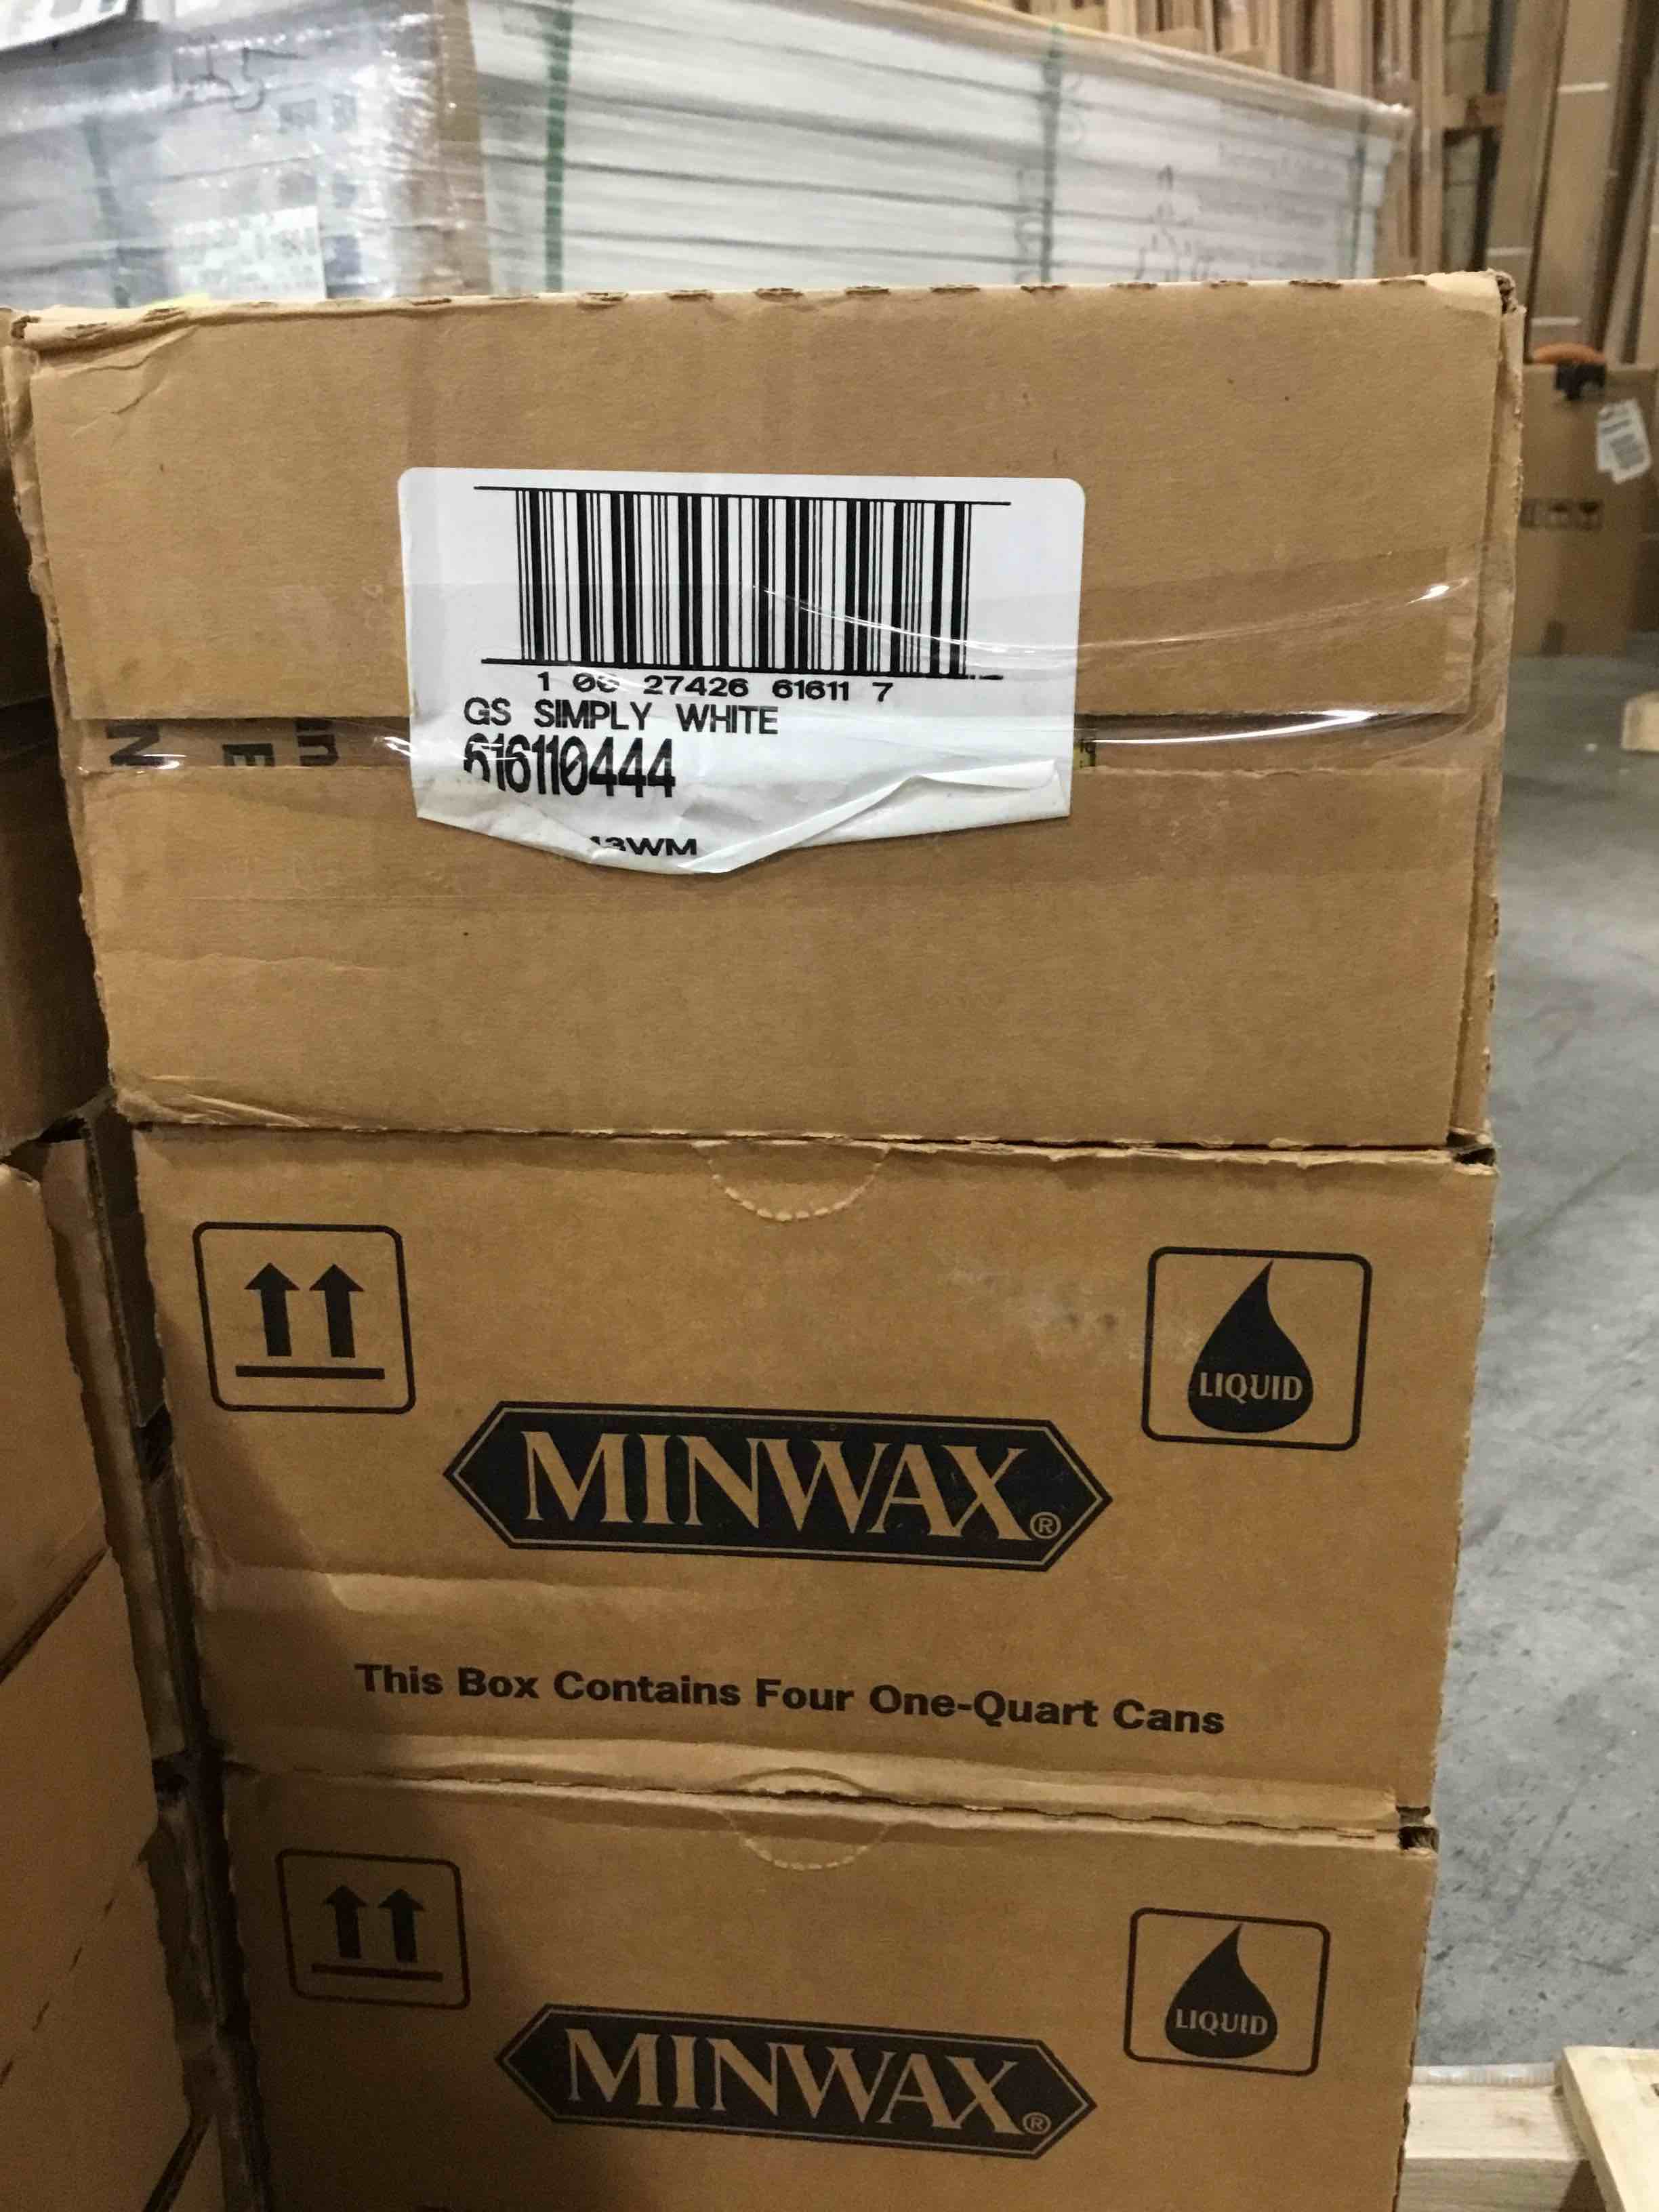 1 00 27426 61611 7
GS SIMPLY WHITE
616110444
13WM
LIQUID
MINWAX®
This Box Contains Four One-Quart Cans
LIQUID
MINWAX®